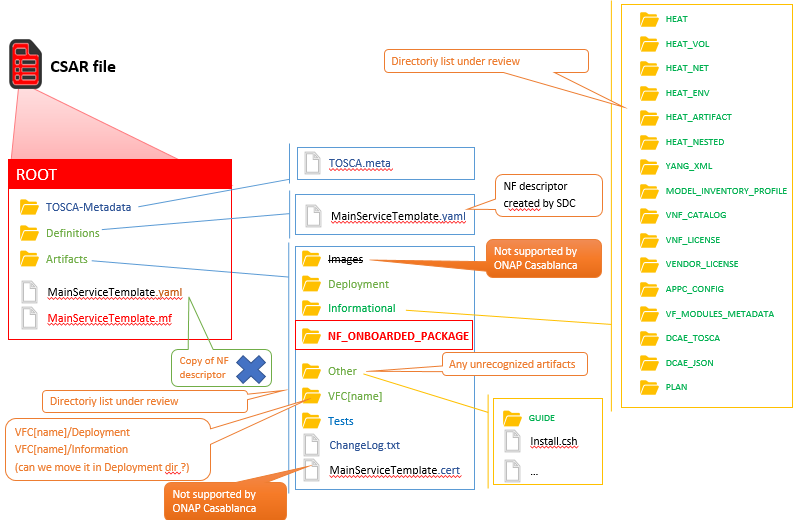 CSAR file
ROOT
TOSCA-Metadata
Definitions
Artifacts
MainServiceTemplate.yaml
MainServiceTemplate.mf
Copy of NF
descriptor
Directoriy list under review
VFC[name]/Deployment
VFC[name]/Information
(can we move it in Deployment dir ?)
Not supported by
ONAP Casablanca
TOSCA.meta
MainServiceTemplate.yaml
NF descriptor
created by SDC
Images
Not supported by
ONAP Casablanca
Deployment
Informational
NF_ONBOARDED_PACKAGE
Other
Any unrecognized artifacts
VFC[name]
Tests
ChangeLog.txt
MainServiceTemplate.cert
GUIDE
Install.csh
...
Directoriy list under review
HEAT
HEAT_VOL
HEAT_NET
HEAT_ENV
HEAT_ARTIFACT
HEAT_NESTED
YANG_XML
MODEL_INVENTORY_PROFILE
VNF_CATALOG
VNF_LICENSE
VENDOR_LICENSE
APPC_CONFIG
VF_MODULES_METADATA
DCAE_TOSCA
DCAE_JSON
PLAN